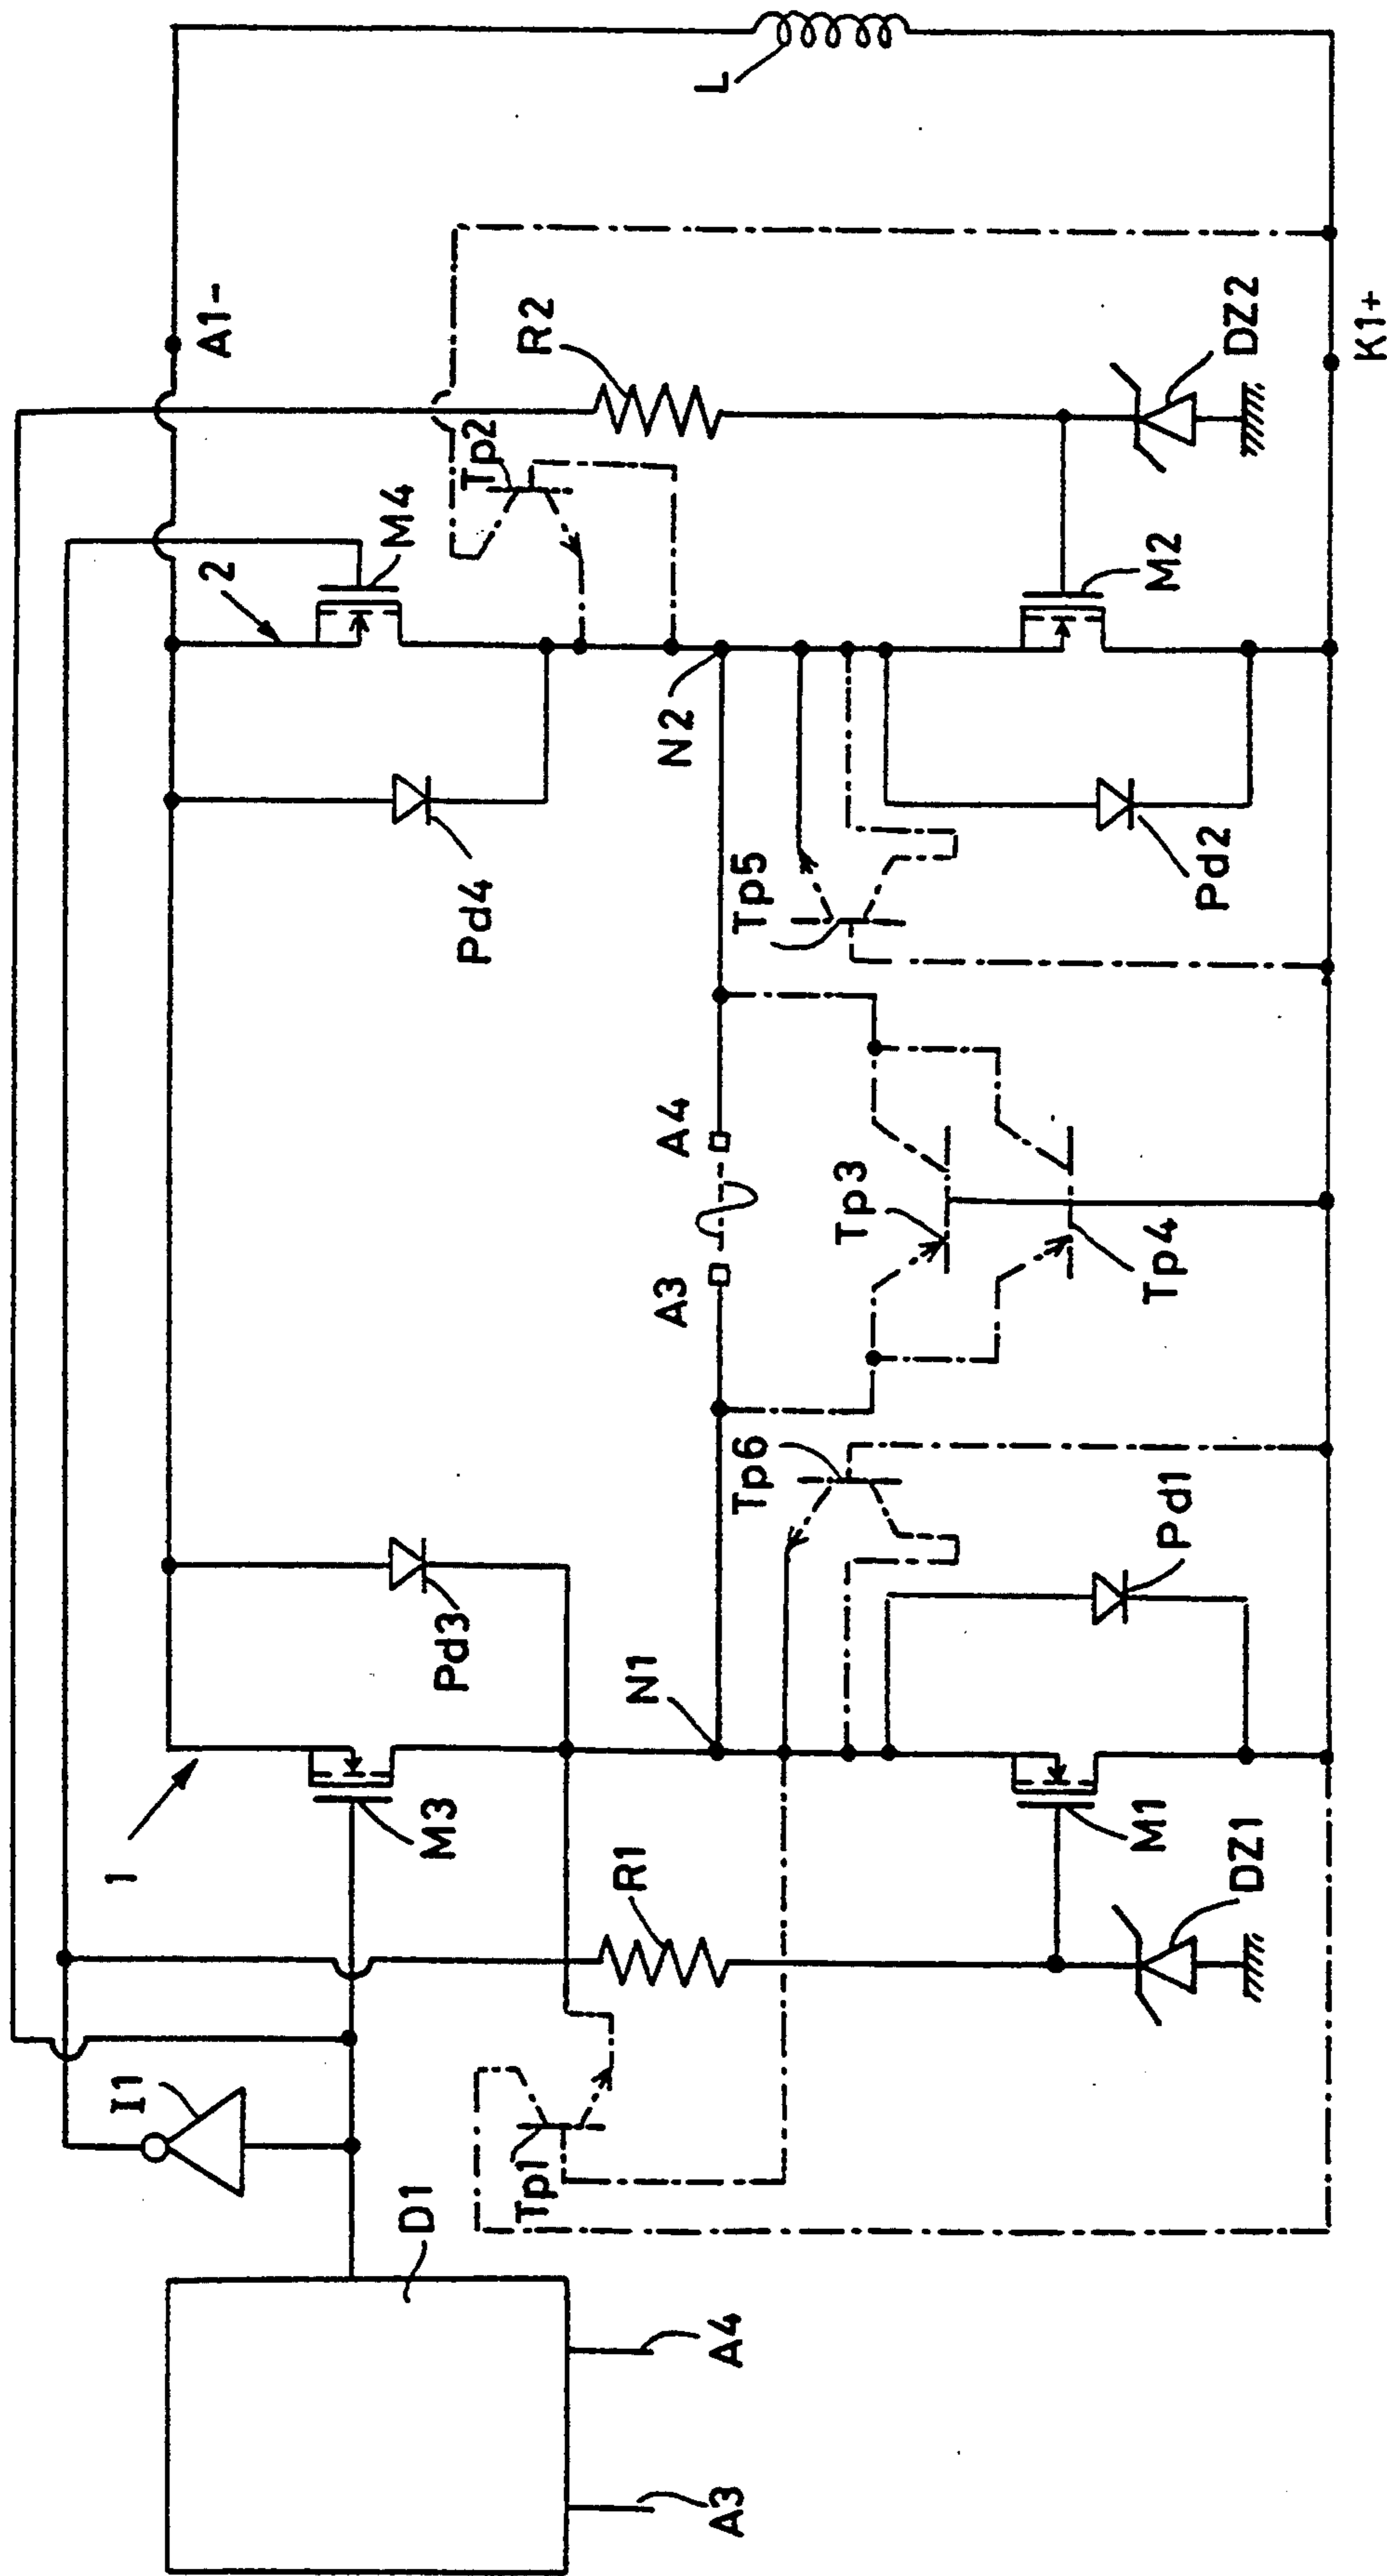 L
A1-
K1+
R2
DZ2
Tp2
M4
2
M2
N2
Pd4
Tp5
Pd2
A4
Tp3
Tp4
A3
Tp6
Pd1
Pd3
N1
1
M3
M1
R1
DZ1
I1
Tp1
D1
A4
A3